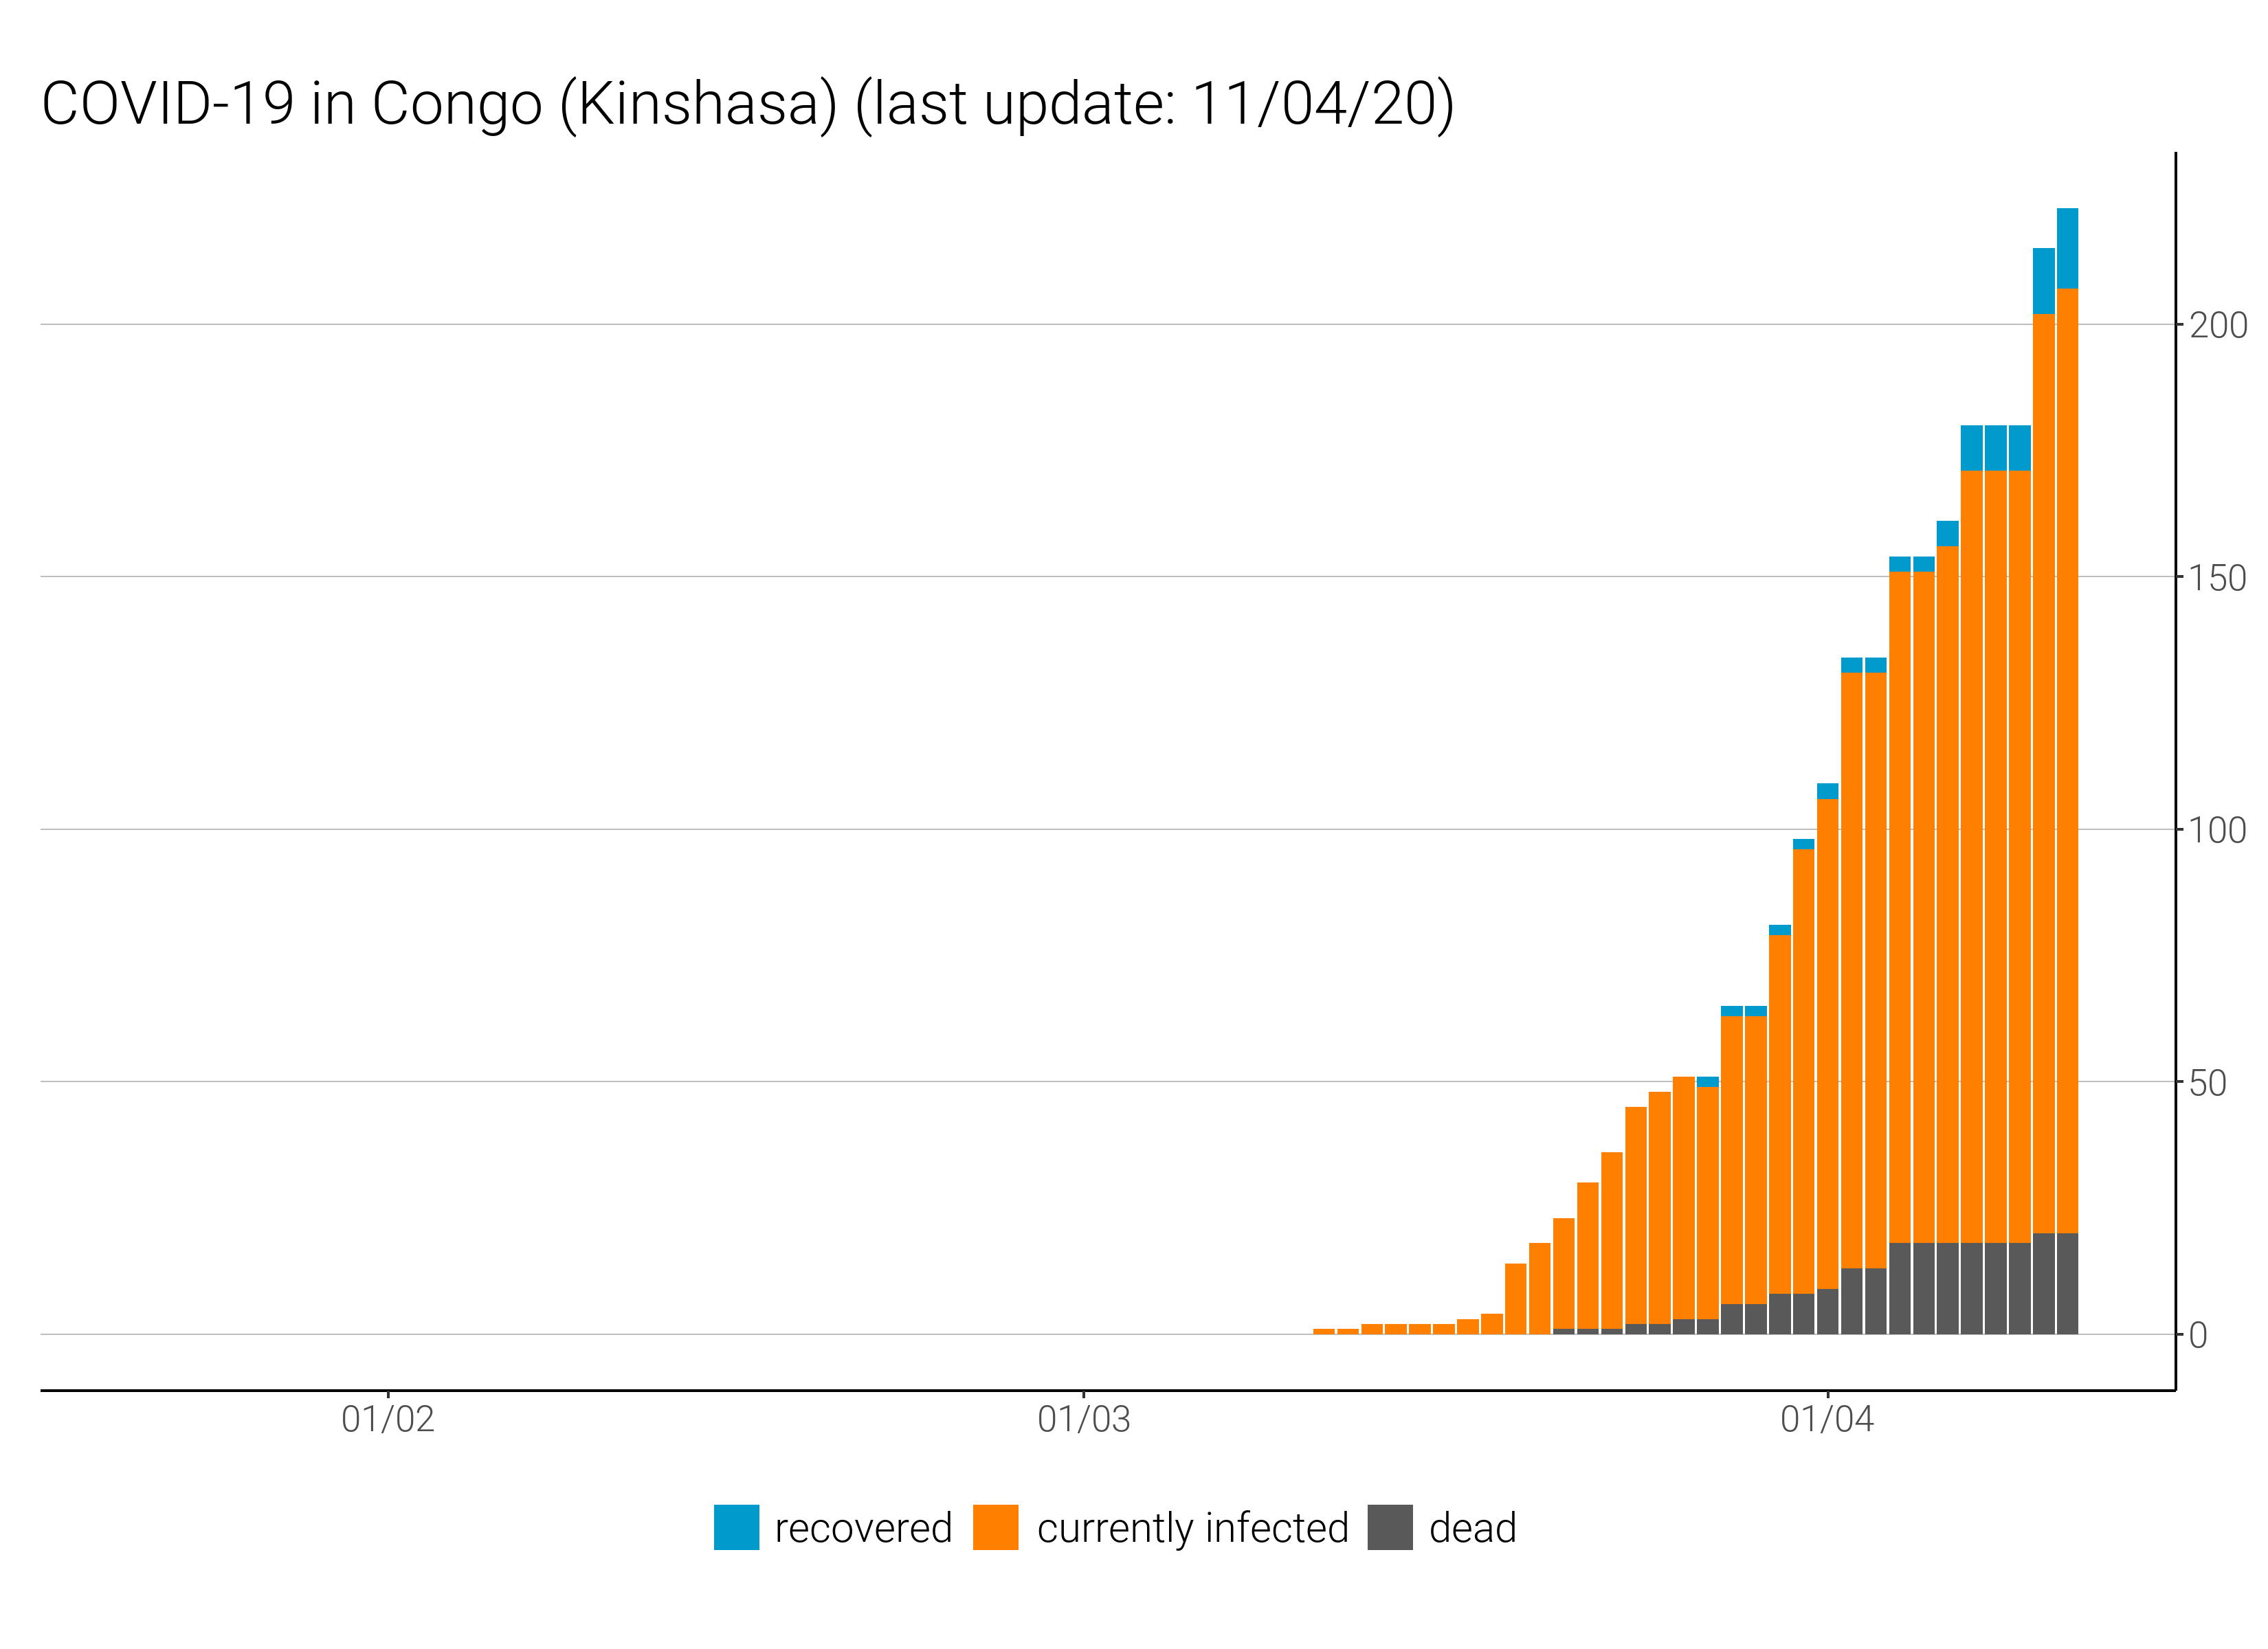 COVID-19 in Congo (Kinshasa) (last update: 11/04/20)
200
150
100
50
0
01/02 01/03 01/04
recovered currently infected dead